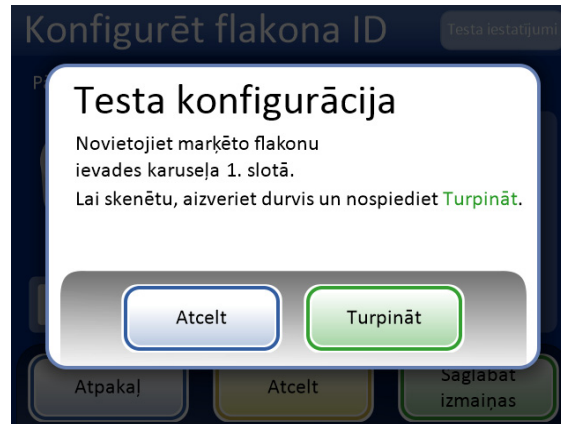 Konfigurēt flakona ID
Testa iestatījumi
Testa konfigurācija
Novietojiet marķēto flakonu
ievades karuseļa 1. slotā.
Lai skenētu, aizveriet durvis un nospiediet Turpināt.
Atcelt
Turpināt
Atpakaļ
Atcelt
Saglabāt
izmaiņas